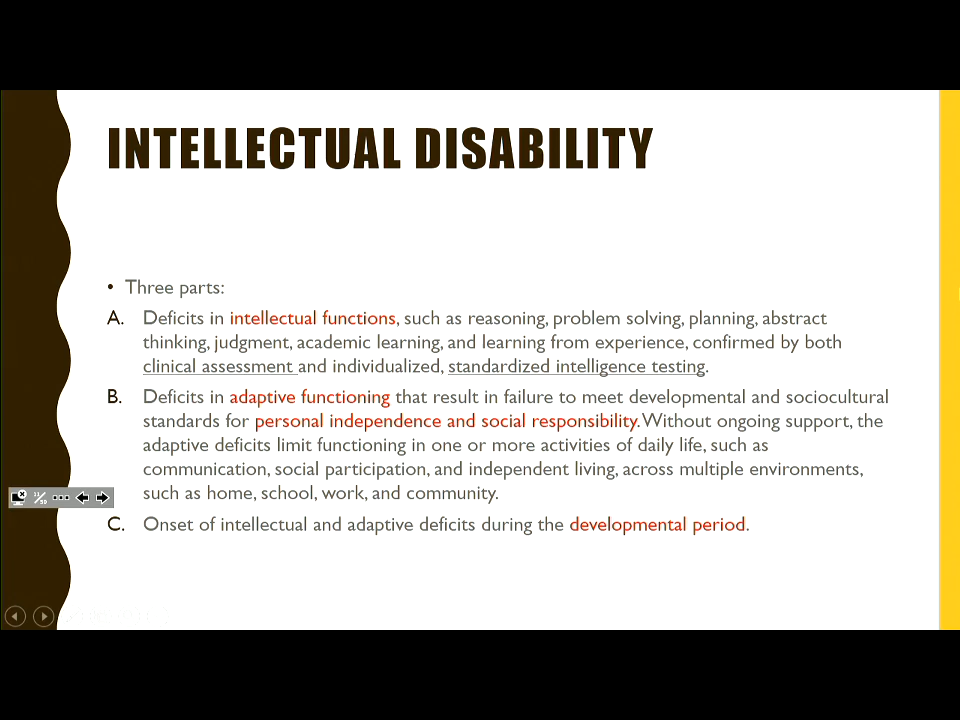 INTELLECTUAL DISABILITY
• Three parts:
A. Deficits in intellectual functions, such as reasoning, problem solving, planning, abstract
thinking, judgment, academic learning, and learning from experience, confirmed by both
clinical assessment and individualized, standardized intelligence testing.
B. Deficits in adaptive functioning that result in failure to meet developmental and sociocultural
standards for personal independence and social responsibility. Without ongoing support, the
adaptive deficits limit functioning in one or more activities of daily life, such as
communication, social participation, and independent living, across multiple environments,
such as home, school, work, and community.
11/50
C. Onset of intellectual and adaptive deficits during the developmental period.